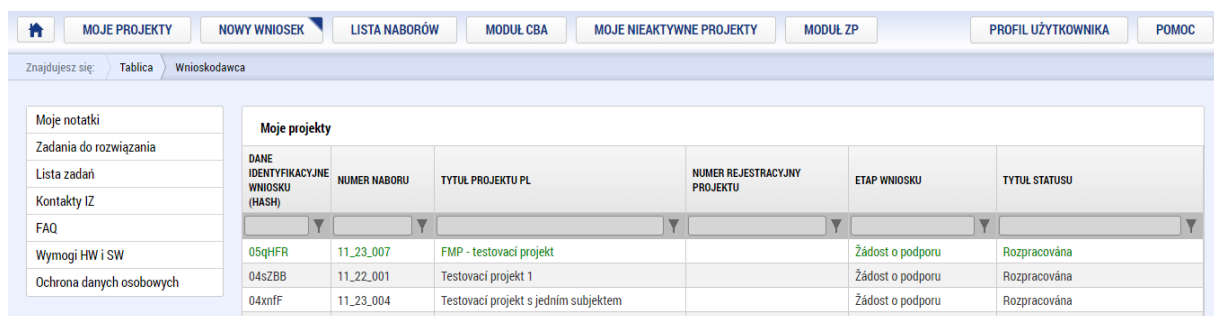 MOJE PROJEKTY NOWY WNIOSEK LISTA NABORÓW MODUŁ CBA MOJE NIEAKTYWNE PROJEKTY MODUŁ ZP PROFIL UŻYTKOWNIKA POMOC
Znajdujesz się: Tablica Wnioskodawca
Moje notatki
Zadania do rozwiązania
Lista zadań
Kontakty IZ
FAQ
Wymogi HW i SW
Ochrona danych osobowych
Moje projekty
DANE IDENTYFIKACYJNE WNIOSKU (HASH) NUMER NABORU TYTUŁ PROJEKTU PL NUMER REJESTRACYJNY PROJEKTU ETAP WNIOSKU TYTUŁ STATUSU
05qHFR 11_23_007 FMP - testovací projekt Žádost o podporu Rozpracována
04sZBB 11_22_001 Testovací projekt 1 Žádost o podporu Rozpracována
04xnfF 11_23_004 Testovací projekt s jedním subjektem Žádost o podporu Rozpracována